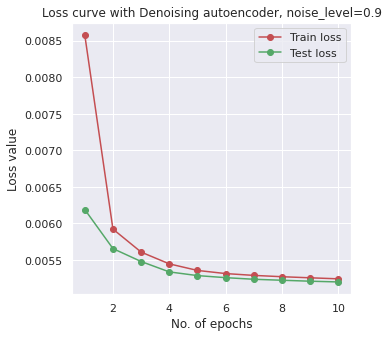 Loss curve with Denoising autoencoder, noise_level=0.9
Train loss
Test loss
0.0085
0.0080
0.0075
0.0070
0.0065
0.0060
0.0055
Loss value
2 4 6 8 10
No. of epochs